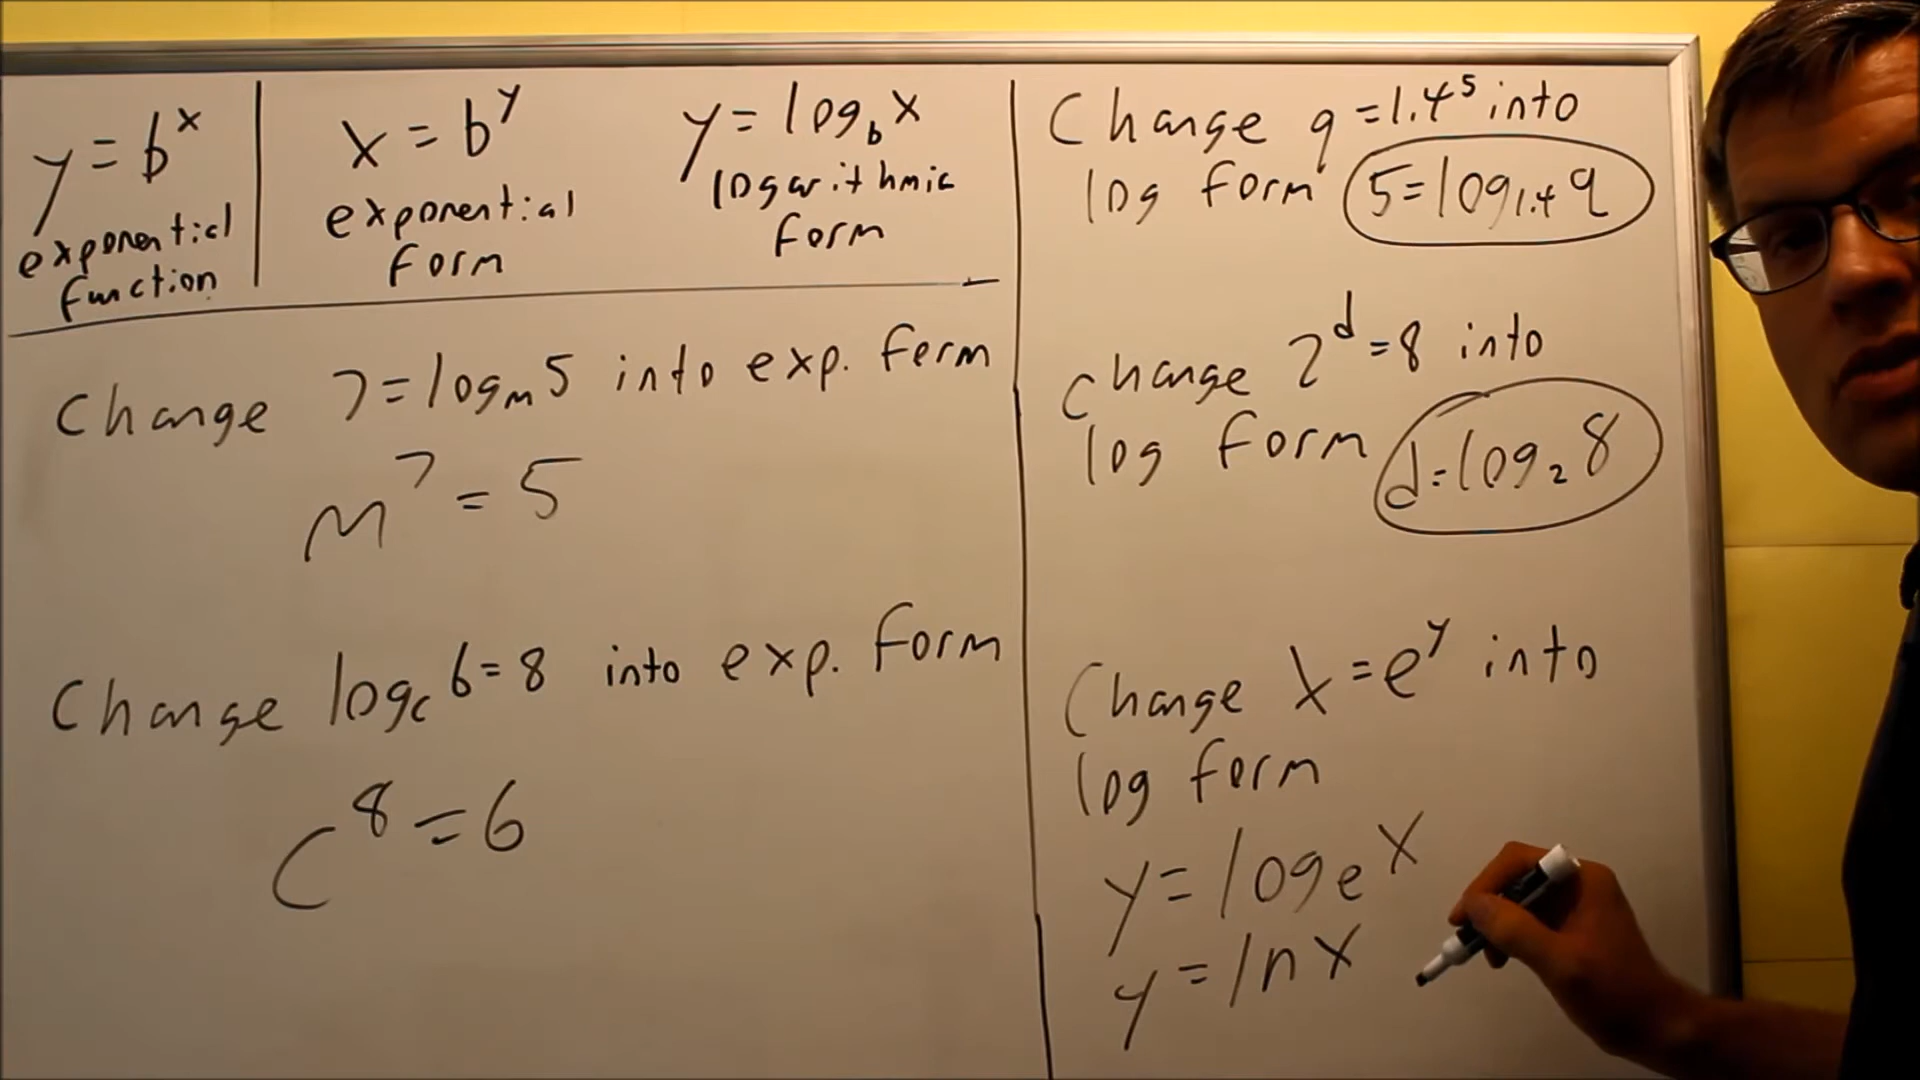 y = b^x
exponential
function
x = b^y
exponential
form
y = log_b x
logarithmic
form
Change 7 = log_m 5 into exp. form
m^7 = 5
Change log_c 6 = 8 into exp. form
c^8 = 6
Change q = 1.4^5 into
log form 5 = log_1.4 q
Change 2^d = 8 into
log form d = log_2 8
Change x = e^y into
log form
y = log_e x
y = ln x